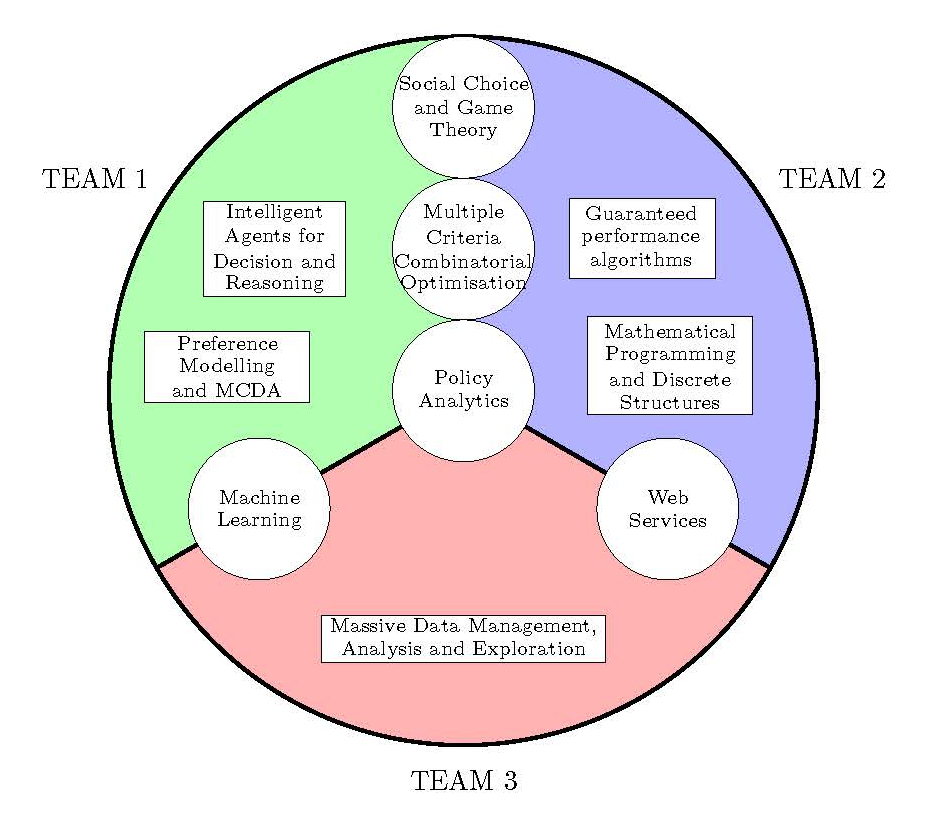 Social Choice
and Game
Theory
TEAM 1
TEAM 2
Intelligent
Agents for
Decision and
Reasoning
Multiple
Criteria
Combinatorial
Optimisation
Guaranteed
performance
algorithms
Preference
Modelling
and MCDA
Policy
Analytics
Mathematical
Programming
and Discrete
Structures
Machine
Learning
Web
Services
Massive Data Management,
Analysis and Exploration
TEAM 3